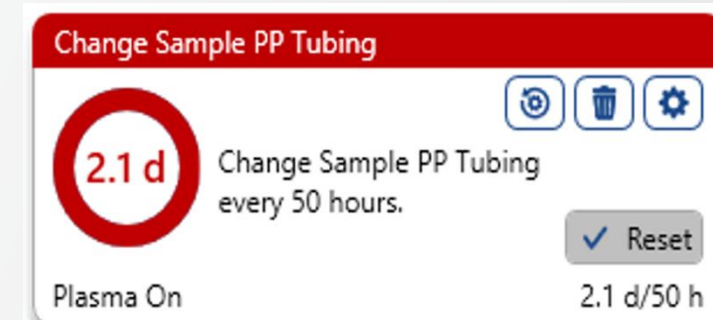 Change Sample PP Tubing
2.1 d
Change Sample PP Tubing
every 50 hours.
Reset
Plasma On
2.1 d/50 h